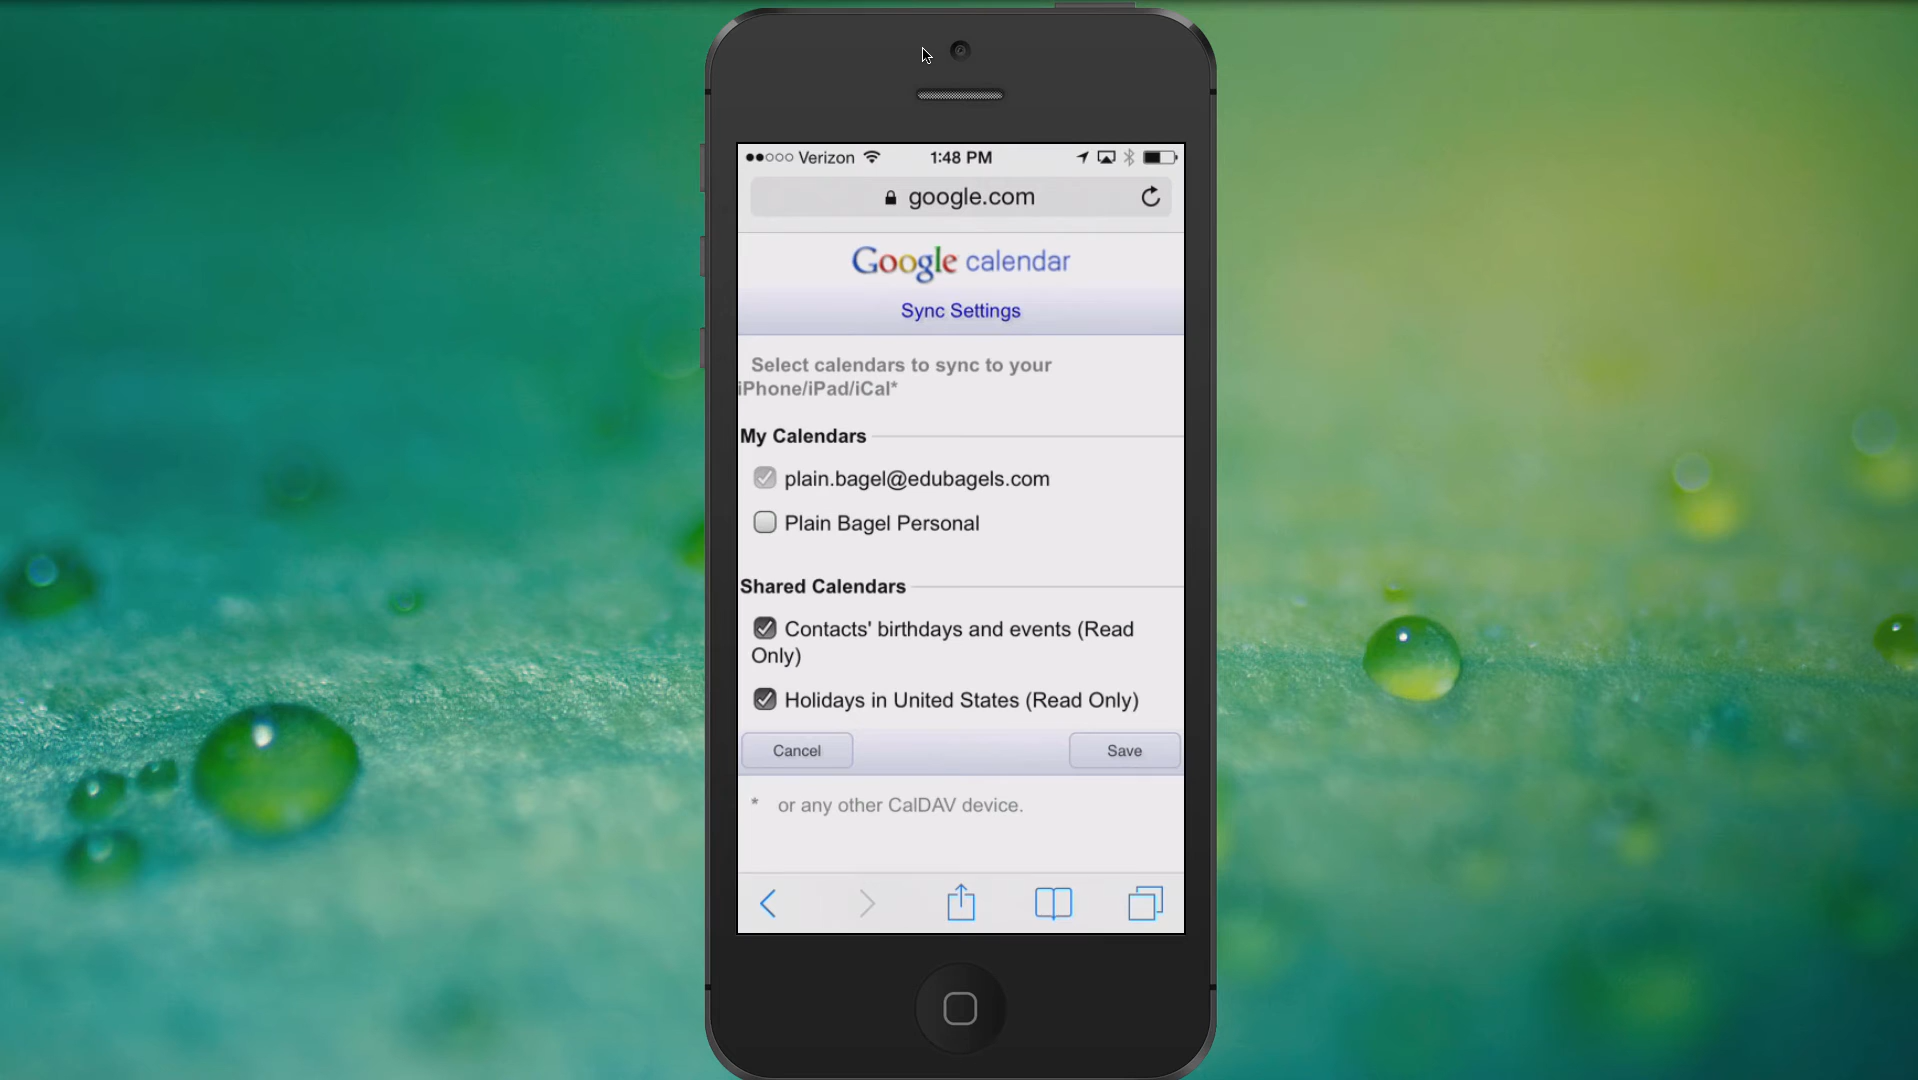 Verizon 1:48 PM
google.com
Google calendar
Sync Settings
Select calendars to sync to your
iPhone/iPad/iCal*
My Calendars
plain.bagel@edubagels.com
Plain Bagel Personal
Shared Calendars
Contacts' birthdays and events (Read
Only)
Holidays in United States (Read Only)
Cancel Save
* or any other CalDAV device.